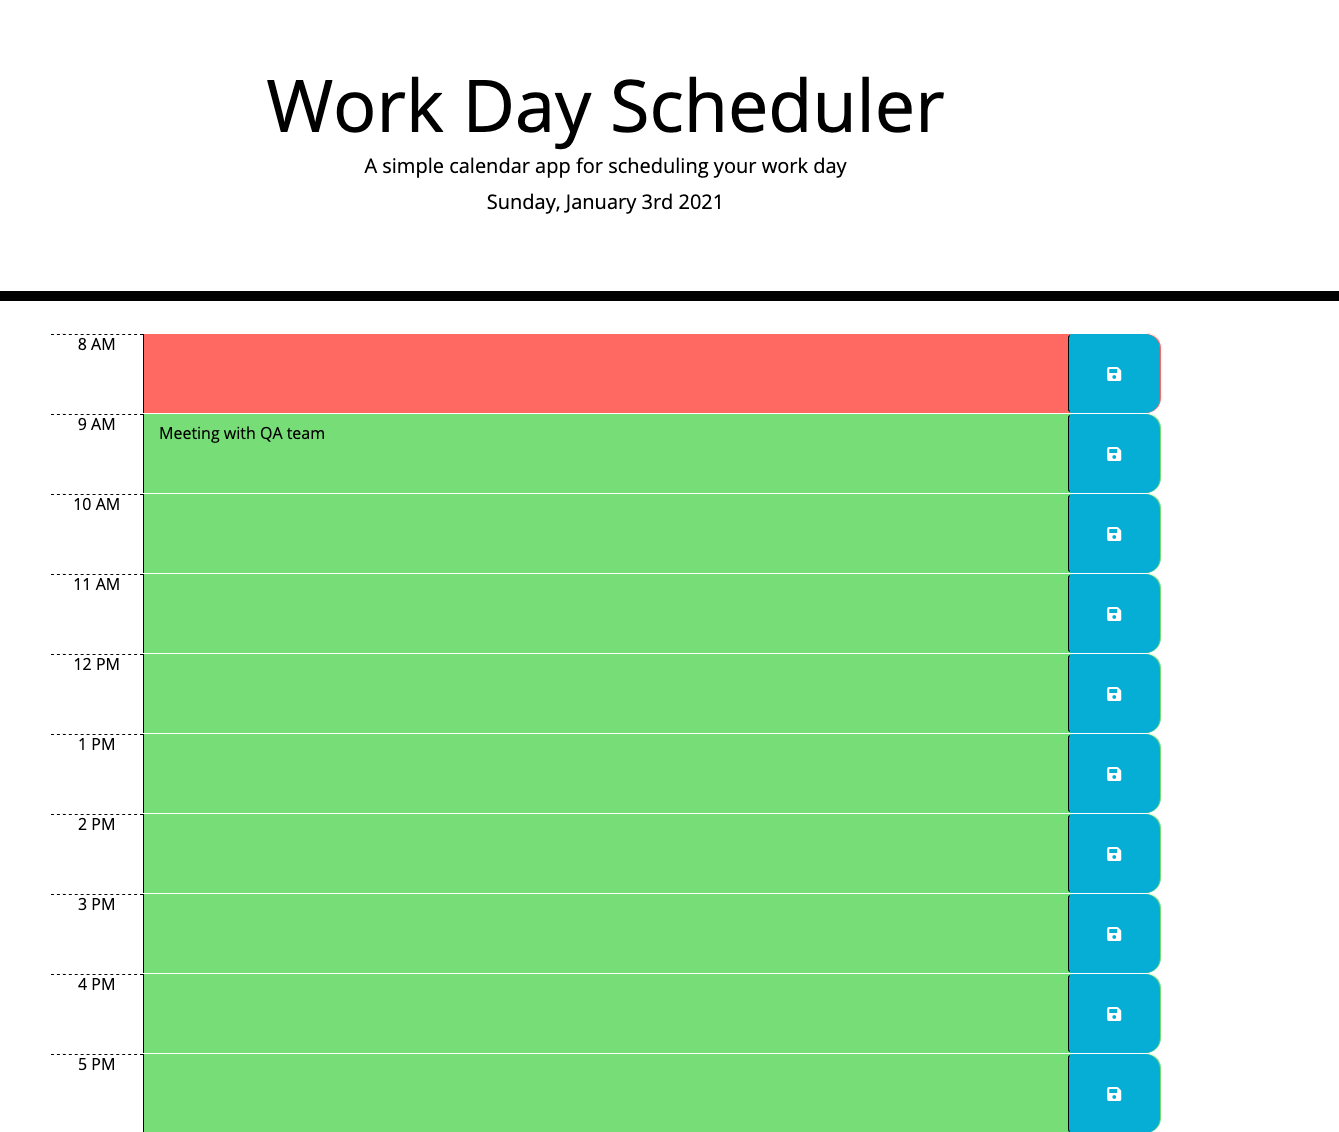 Work Day Scheduler
A simple calendar app for scheduling your work day
Sunday, January 3rd 2021
8 AM
9 AM
Meeting with QA team
10 AM
11 AM
12 PM
1 PM
2 PM
3 PM
4 PM
5 PM